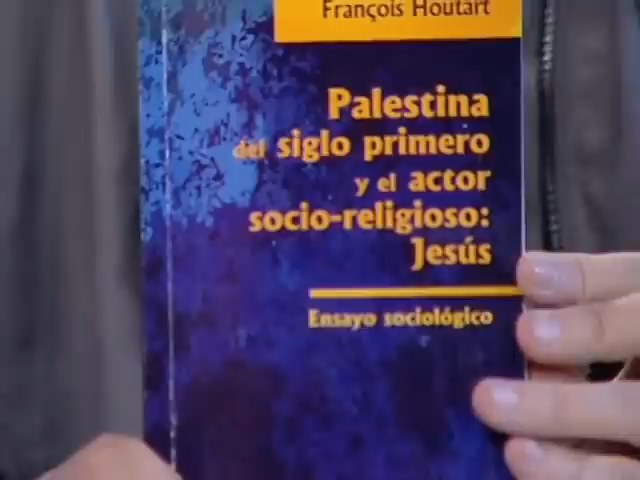 François Houtart
Palestina
del siglo primero
y el actor
socio-religioso:
Jesús
Ensayo sociológico